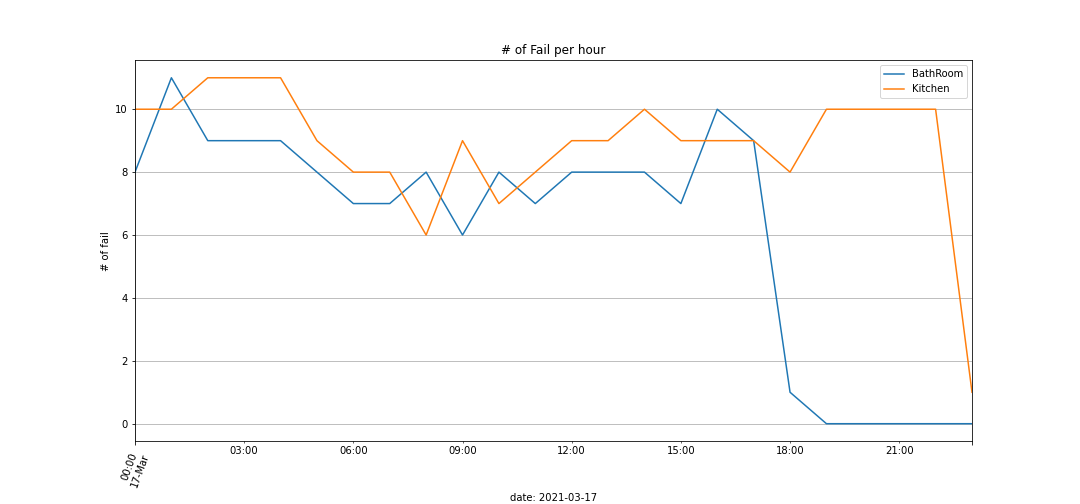 # of Fail per hour
BathRoom
Kitchen
# of fail
10
8
6
4
2
0
00:00
17-Mar
03:00
06:00
09:00
12:00
15:00
18:00
21:00
date: 2021-03-17